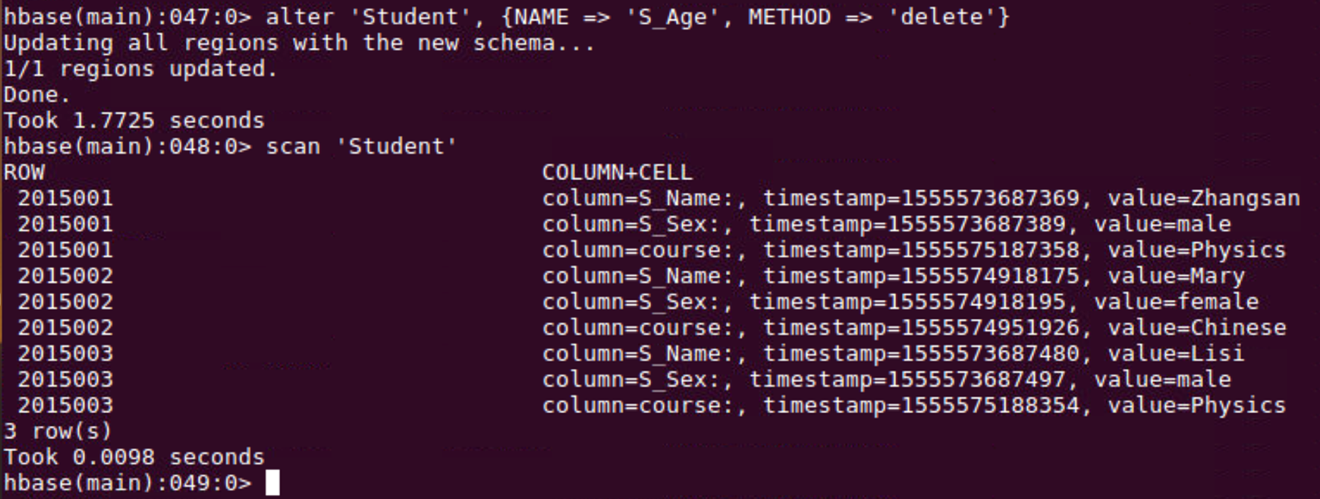 hbase(main):047:0> alter 'Student', {NAME => 'S_Age', METHOD => 'delete'}
Updating all regions with the new schema...
1/1 regions updated.
Done.
Took 1.7725 seconds
hbase(main):048:0> scan 'Student'
ROW COLUMN+CELL
2015001 column=S_Name:, timestamp=1555573687369, value=Zhangsan
2015001 column=S_Sex:, timestamp=1555573687389, value=male
2015001 column=course:, timestamp=1555575187358, value=Physics
2015002 column=S_Name:, timestamp=1555574918175, value=Mary
2015002 column=S_Sex:, timestamp=1555574918195, value=female
2015002 column=course:, timestamp=1555574951926, value=Chinese
2015003 column=S_Name:, timestamp=1555573687480, value=Lisi
2015003 column=S_Sex:, timestamp=1555573687497, value=male
2015003 column=course:, timestamp=1555575188354, value=Physics
3 row(s)
Took 0.0098 seconds
hbase(main):049:0>